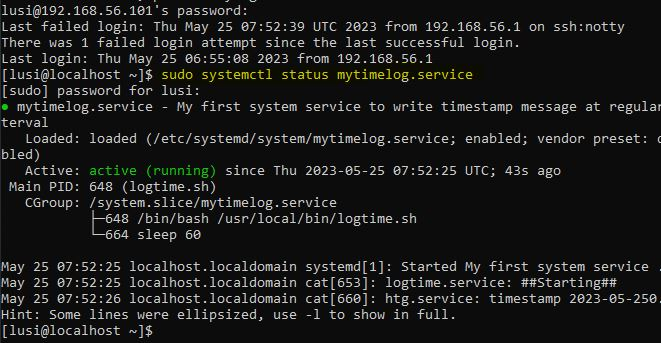 lusi@192.168.56.101's password:
Last failed login: Thu May 25 07:52:39 UTC 2023 from 192.168.56.1 on ssh:notty
There was 1 failed login attempt since the last successful login.
Last login: Thu May 25 06:55:08 2023 from 192.168.56.1
[lusi@localhost ~]$ sudo systemctl status mytimelog.service
[sudo] password for lusi:
● mytimelog.service - My first system service to write timestamp message at regular
terval
   Loaded: loaded (/etc/systemd/system/mytimelog.service; enabled; vendor preset:
bled)
   Active: active (running) since Thu 2023-05-25 07:52:25 UTC; 43s ago
 Main PID: 648 (logtime.sh)
   CGroup: /system.slice/mytimelog.service
           ├─648 /bin/bash /usr/local/bin/logtime.sh
           └─664 sleep 60

May 25 07:52:25 localhost.localdomain systemd[1]: Started My first system service .
May 25 07:52:25 localhost.localdomain cat[653]: logtime.service: ##Starting##
May 25 07:52:26 localhost.localdomain cat[660]: htg.service: timestamp 2023-05-250.
Hint: Some lines were ellipsized, use -l to show in full.
[lusi@localhost ~]$